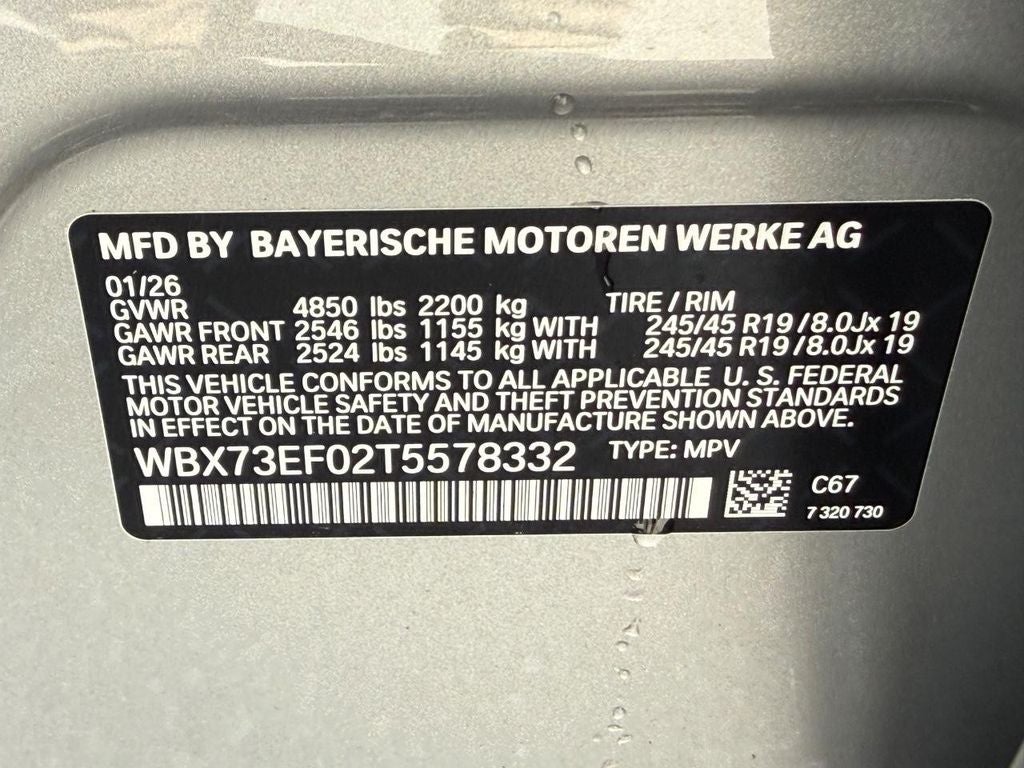 MFD BY BAYERISCHE MOTOREN WERKE AG
01/26
GVWR 4850 lbs 2200 kg TIRE / RIM
GAWR FRONT 2546 lbs 1155 kg WITH 245/45 R19 / 8.0Jx 19
GAWR REAR 2524 lbs 1145 kg WITH 245/45 R19 / 8.0Jx 19
THIS VEHICLE CONFORMS TO ALL APPLICABLE U. S. FEDERAL
MOTOR VEHICLE SAFETY AND THEFT PREVENTION STANDARDS
IN EFFECT ON THE DATE OF MANUFACTURE SHOWN ABOVE.
WBX73EF02T5578332 TYPE: MPV
C67
7 320 730